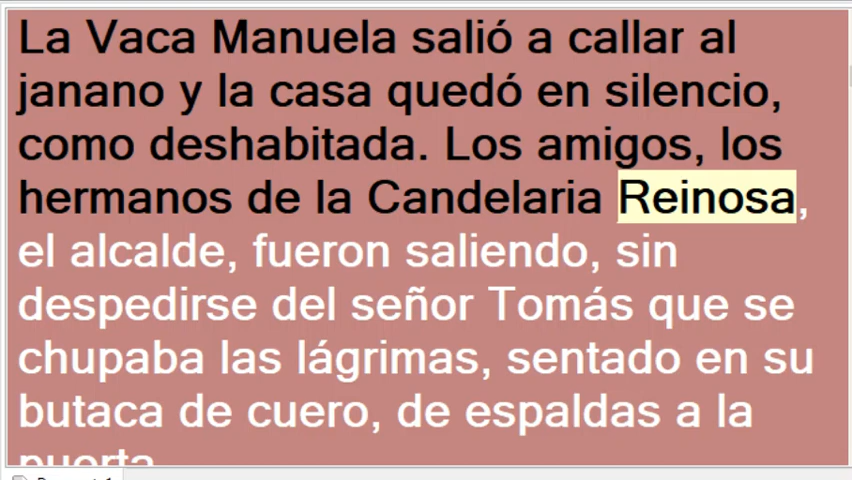 La Vaca Manuela salió a callar al
janano y la casa quedó en silencio,
como deshabitada. Los amigos, los
hermanos de la Candelaria Reinosa,
el alcalde, fueron saliendo, sin
despedirse del señor Tomás que se
chupaba las lágrimas, sentado en su
butaca de cuero, de espaldas a la
puerta